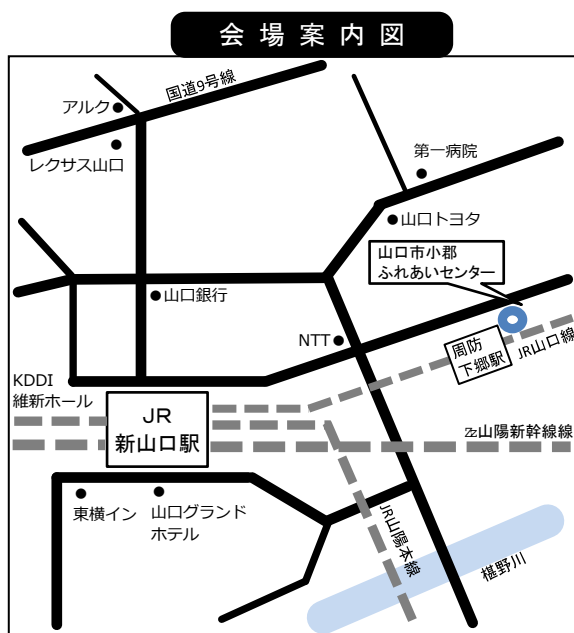 会場案内図
国道9号線
アルク
レクサス山口
第一病院
山口トヨタ
山口市小郡
ふれあいセンター
山口銀行
NTT
周防
下郷駅
JR山口線
KDDI
維新ホール
JR
新山口駅
山陽新幹線線
東横イン
山口グランド
ホテル
JR山陽本線
椹野川